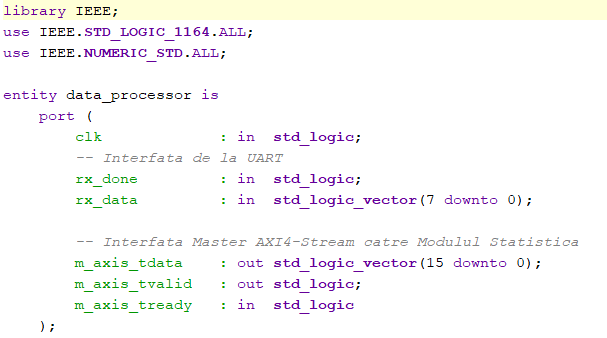 library IEEE;
use IEEE.STD_LOGIC_1164.ALL;
use IEEE.NUMERIC_STD.ALL;
entity data_processor is
port (
clk : in std_logic;
-- Interfata de la UART
rx_done : in std_logic;
rx_data : in std_logic_vector(7 downto 0);
-- Interfata Master AXI4-Stream catre Modulul Statistica
m_axis_tdata : out std_logic_vector(15 downto 0);
m_axis_tvalid : out std_logic;
m_axis_tready : in std_logic
);